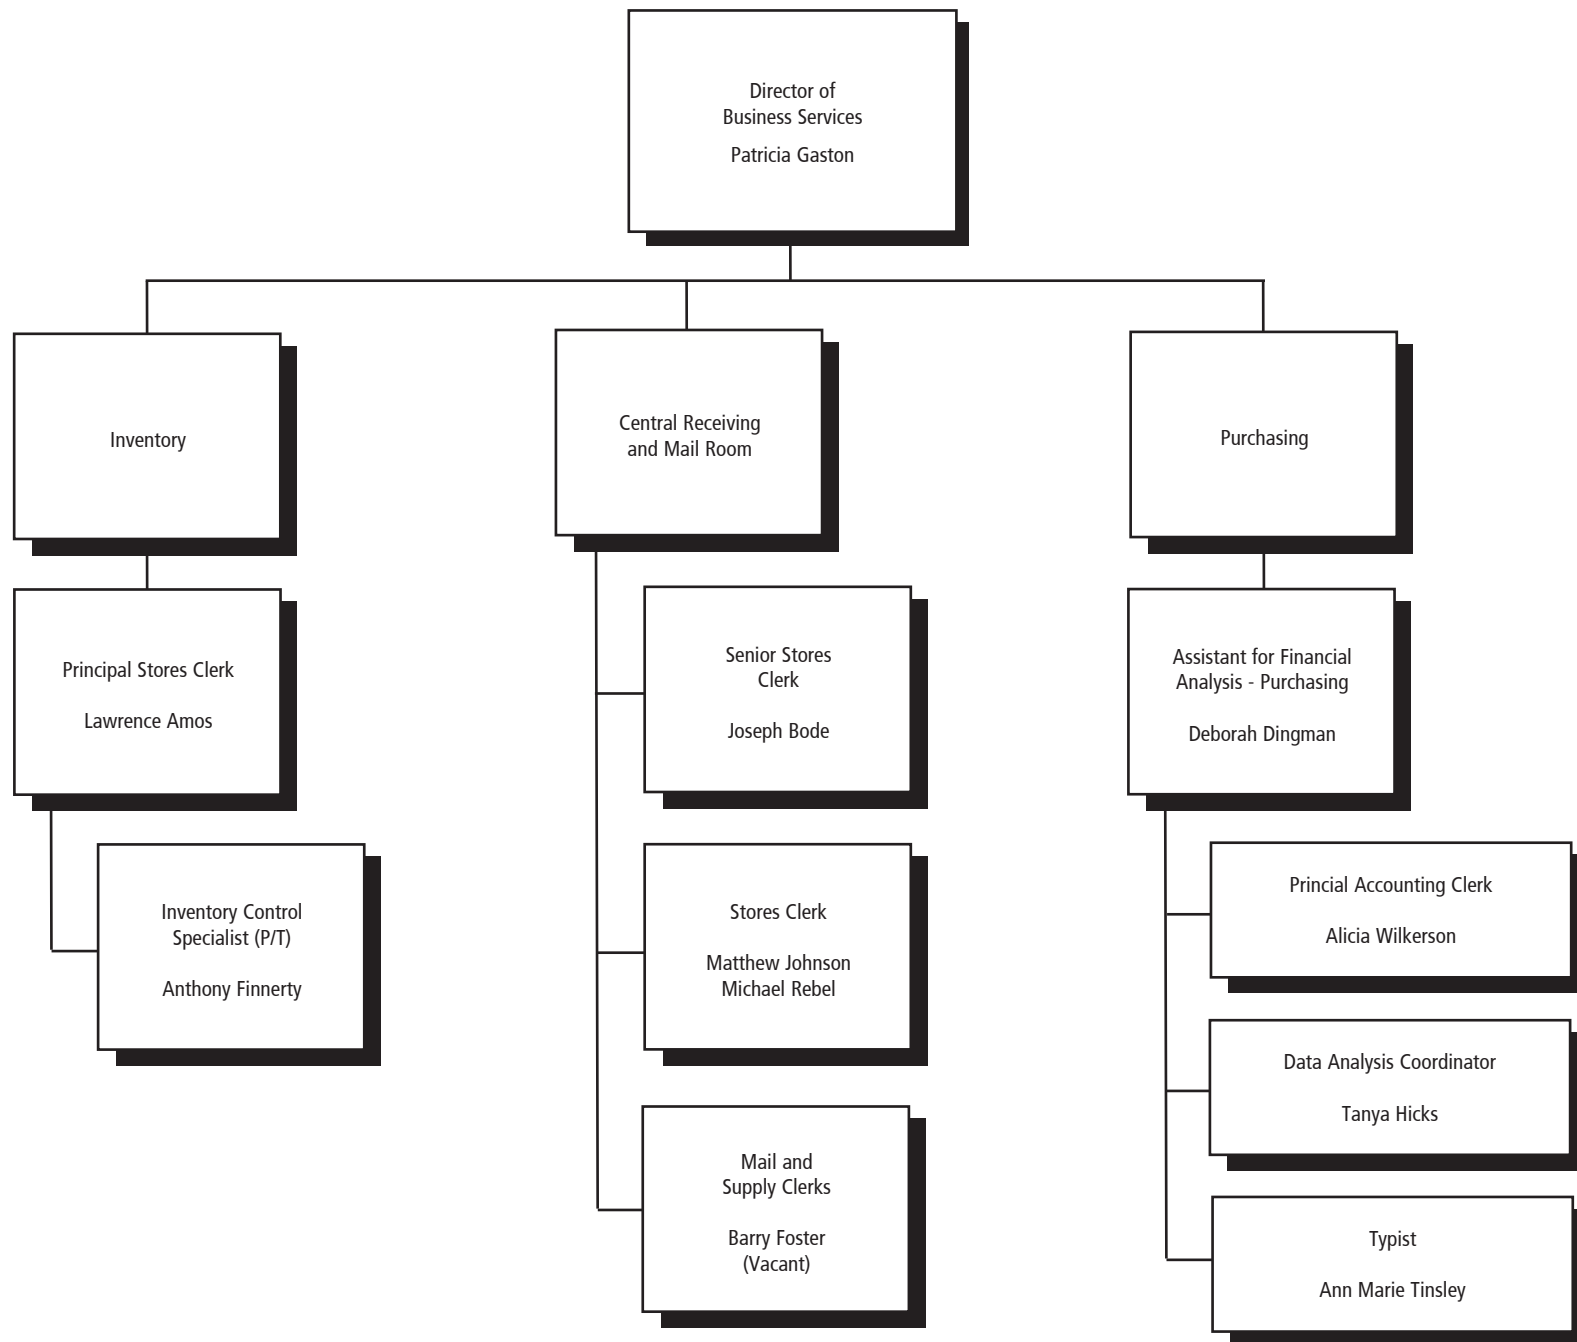 Director of
Business Services
Patricia Gaston
Inventory
Central Receiving
and Mail Room
Purchasing
Principal Stores Clerk
Lawrence Amos
Inventory Control
Specialist (P/T)
Anthony Finnerty
Senior Stores
Clerk
Joseph Bode
Stores Clerk
Matthew Johnson
Michael Rebel
Mail and
Supply Clerks
Barry Foster
(Vacant)
Assistant for Financial
Analysis - Purchasing
Deborah Dingman
Princial Accounting Clerk
Alicia Wilkerson
Data Analysis Coordinator
Tanya Hicks
Typist
Ann Marie Tinsley